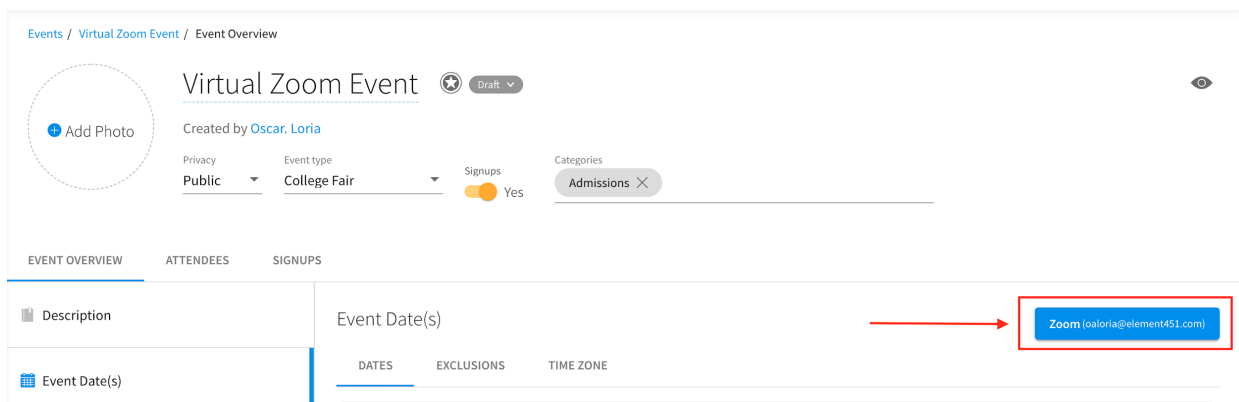 Events / Virtual Zoom Event / Event Overview
Virtual Zoom Event Draft
Add Photo
Created by Oscar. Loria
Privacy Event type Signups Categories
Public College Fair Yes Admissions
EVENT OVERVIEW ATTENDEES SIGNUPS
Description
Event Date(s)
Event Date(s)
Zoom (oaloria@element451.com)
DATES EXCLUSIONS TIME ZONE